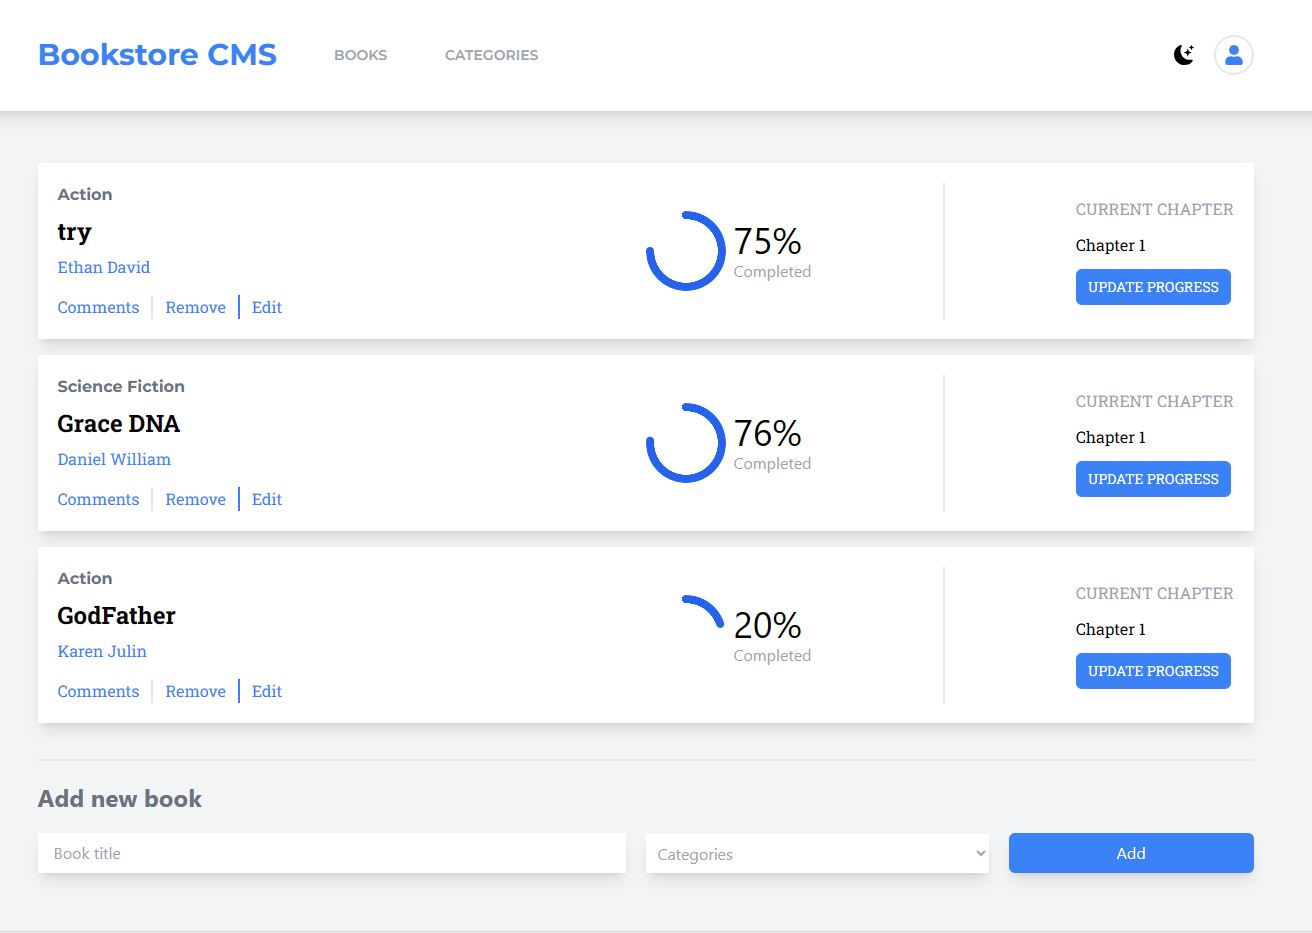 Bookstore CMS BOOKS CATEGORIES
Action
try
Ethan David
Comments Remove Edit
75%
Completed
CURRENT CHAPTER
Chapter 1
UPDATE PROGRESS
Science Fiction
Grace DNA
Daniel William
Comments Remove Edit
76%
Completed
CURRENT CHAPTER
Chapter 1
UPDATE PROGRESS
Action
GodFather
Karen Julin
Comments Remove Edit
20%
Completed
CURRENT CHAPTER
Chapter 1
UPDATE PROGRESS
Add new book
Book title Categories Add